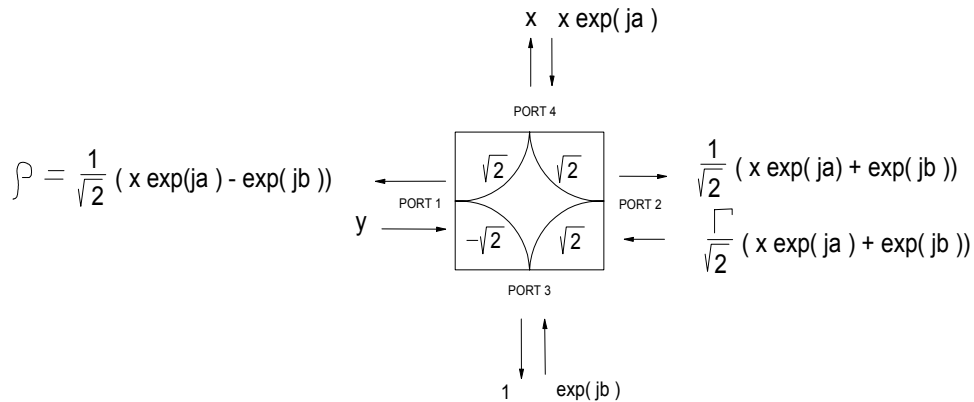 x x exp( ja )
PORT 4
ρ = 1/√2 ( x exp(ja ) - exp( jb ))
√2 √2
1/√2 ( x exp( ja) + exp( jb ))
PORT 1
PORT 2
y
-√2 √2
Γ/√2 ( x exp( ja ) + exp( jb ))
PORT 3
1 exp( jb )